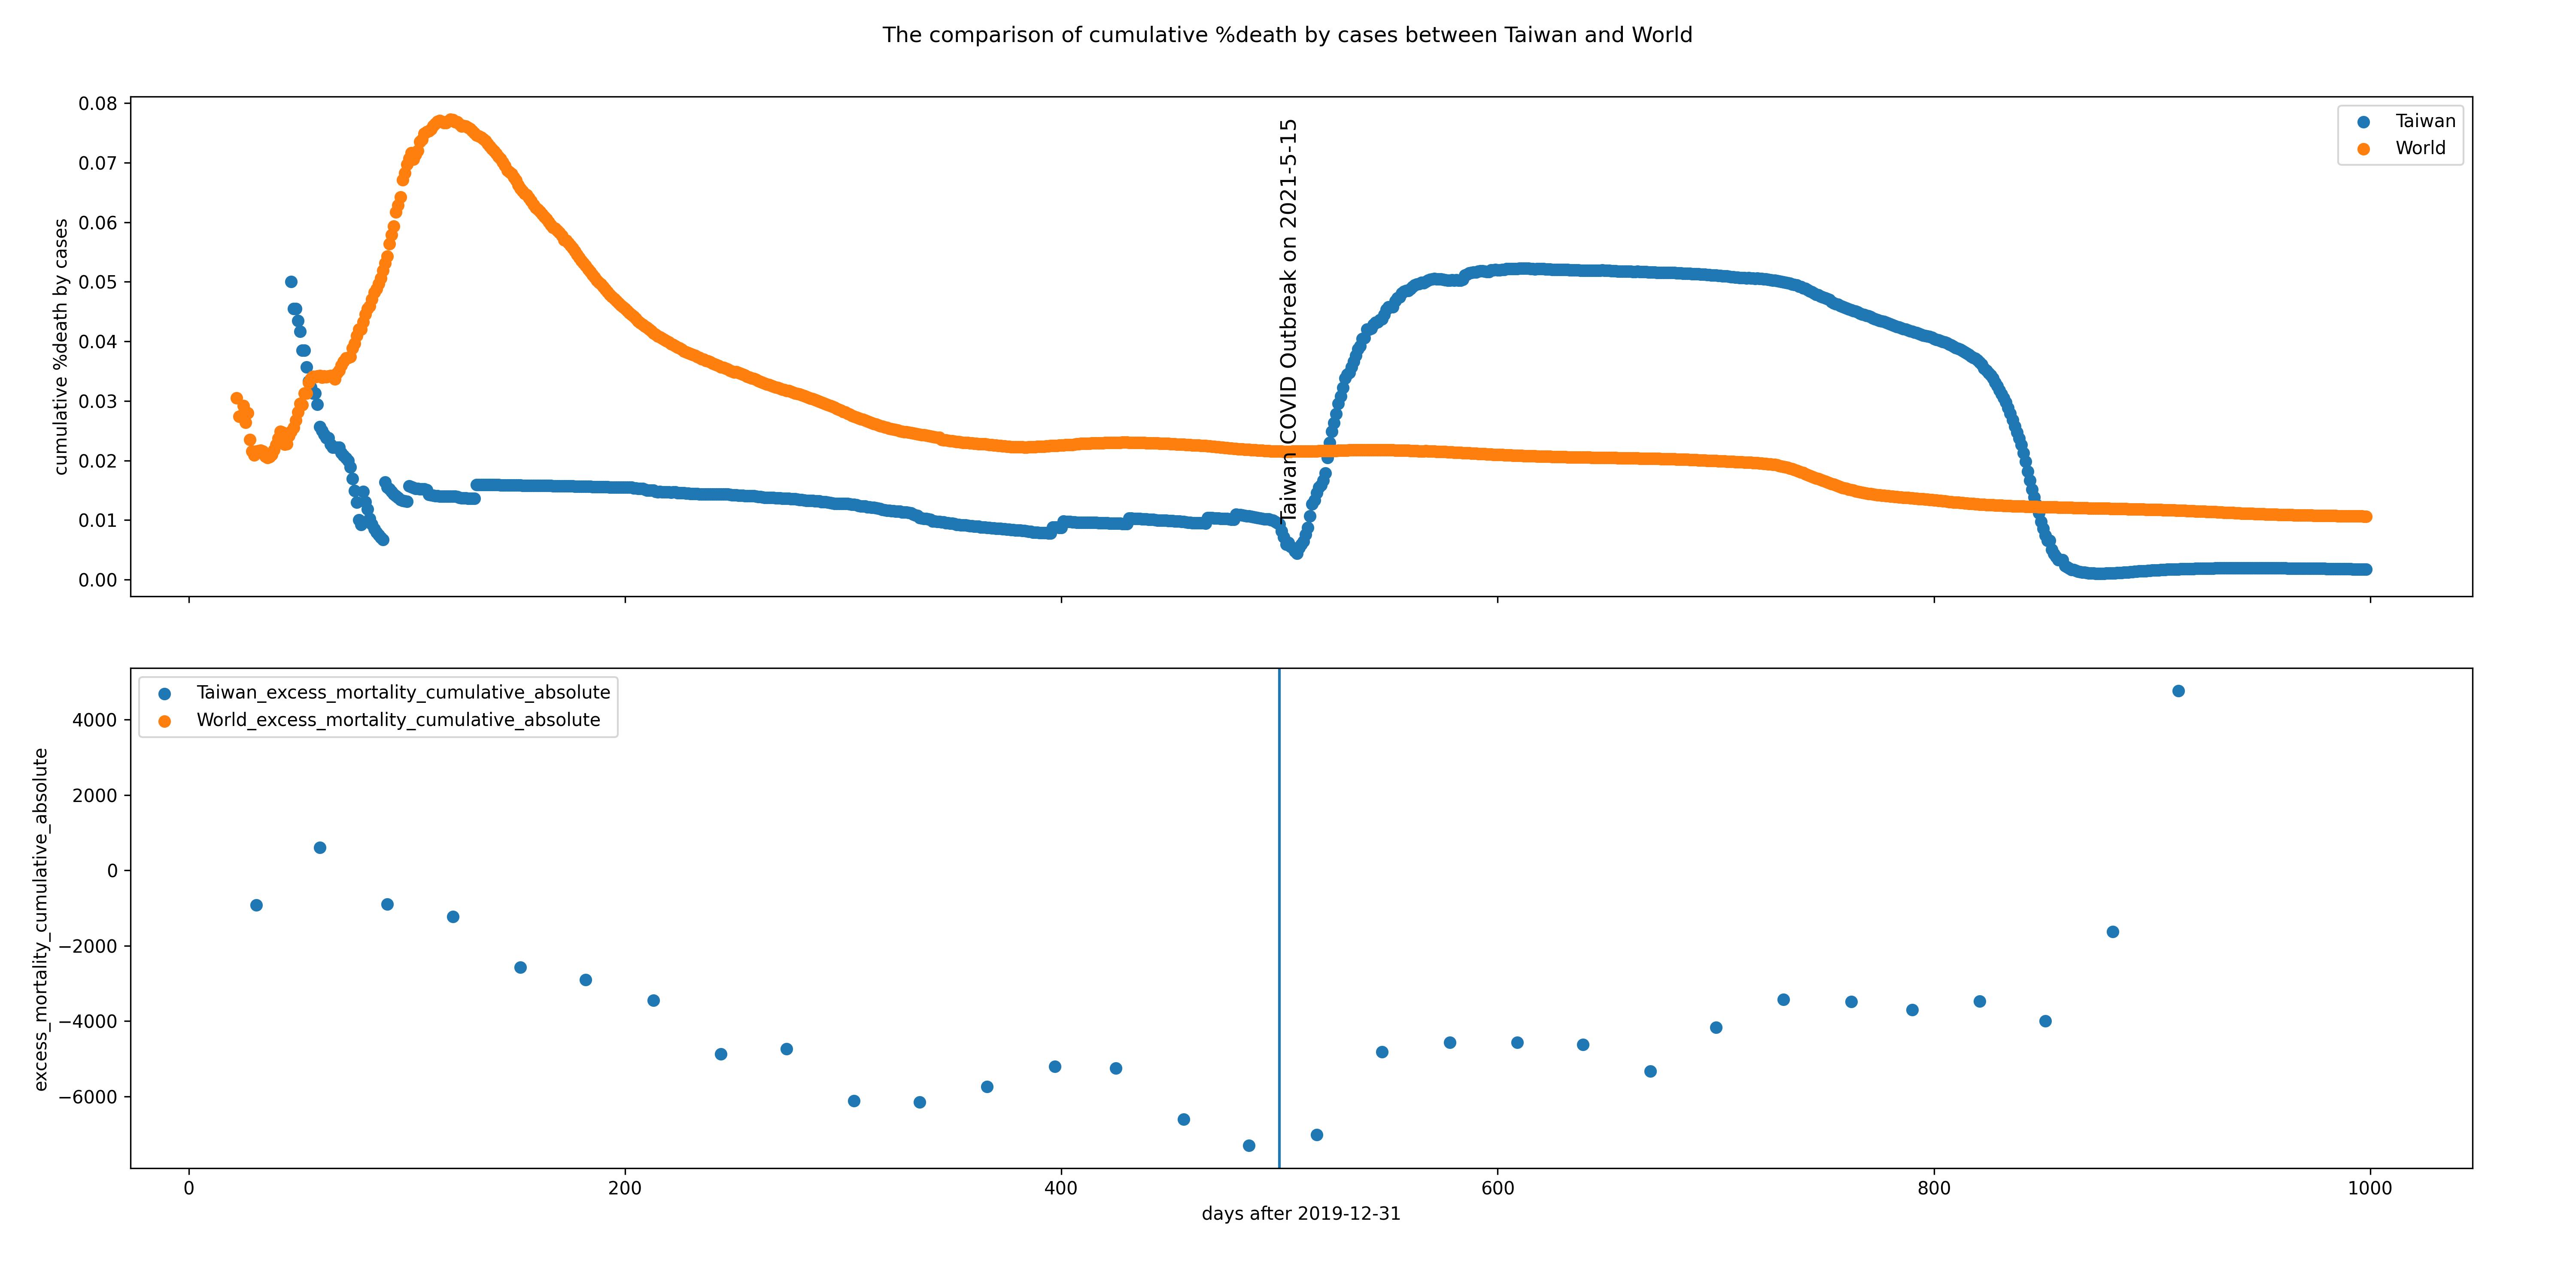 The comparison of cumulative %death by cases between Taiwan and World
cumulative %death by cases
0.08
0.07
0.06
0.05
0.04
0.03
0.02
0.01
0.00
Taiwan COVID Outbreak on 2021-5-15
Taiwan
World
excess_mortality_cumulative_absolute
4000
2000
0
−2000
−4000
−6000
Taiwan_excess_mortality_cumulative_absolute
World_excess_mortality_cumulative_absolute
0 200 400 600 800 1000
days after 2019-12-31